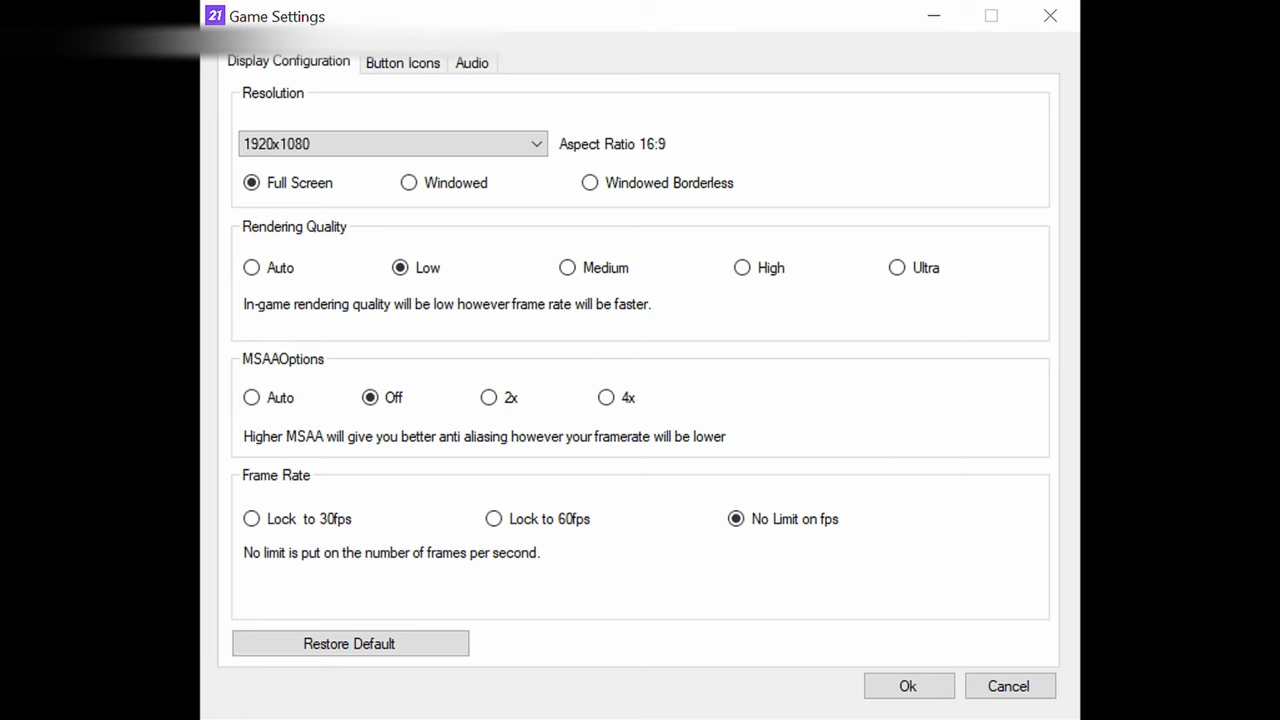 21 Game Settings
Display Configuration Button Icons Audio
Resolution
1920x1080 Aspect Ratio 16:9
Full Screen Windowed Windowed Borderless
Rendering Quality
Auto Low Medium High Ultra
In-game rendering quality will be low however frame rate will be faster.
MSAAOptions
Auto Off 2x 4x
Higher MSAA will give you better anti aliasing however your framerate will be lower
Frame Rate
Lock to 30fps Lock to 60fps No Limit on fps
No limit is put on the number of frames per second.
Restore Default
Ok Cancel